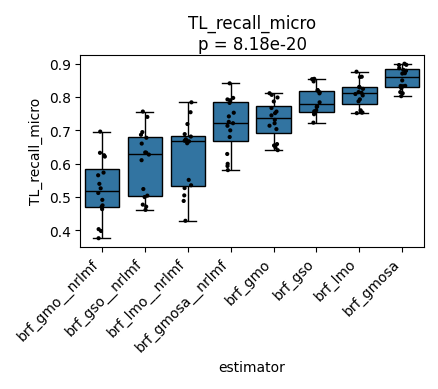 TL_recall_micro
p = 8.18e-20
TL_recall_micro
0.9
0.8
0.7
0.6
0.5
0.4
brf_gmo__nrlmf
brf_gso__nrlmf
brf_lmo__nrlmf
brf_gmosa__nrlmf
brf_gmo
brf_gso
brf_lmo
brf_gmosa
estimator